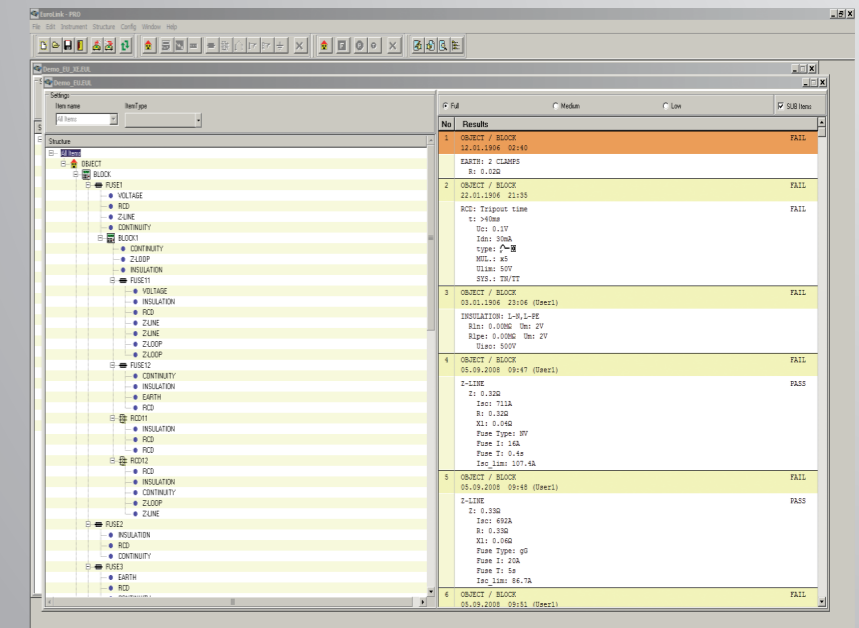 EuroLink - PRO
File Edit Instrument Structure Config Window Help
Demo_EU_XE.EUL
Demo_EU.EUL
Settings
Item name ItemType
All Items
Full Medium Low SUB Items
Structure
All Items
OBJECT
BLOCK
FUSE1
VOLTAGE
RCD
Z-LINE
CONTINUITY
BLOCK1
CONTINUITY
Z-LOOP
INSULATION
FUSE11
VOLTAGE
INSULATION
RCD
Z-LINE
Z-LINE
Z-LOOP
Z-LOOP
FUSE12
CONTINUITY
INSULATION
EARTH
RCD
RCD11
INSULATION
RCD
RCD
RCD12
RCD
INSULATION
CONTINUITY
Z-LOOP
Z-LINE
FUSE2
INSULATION
RCD
CONTINUITY
FUSE3
EARTH
RCD
No Results
1 OBJECT / BLOCK FAIL
12.01.1906 02:40
EARTH: 2 CLAMPS
R: 0.02Ω
2 OBJECT / BLOCK FAIL
22.01.1906 21:35
RCD: Tripout time FAIL
t: >40ms
Uc: 0.1V
Idn: 30mA
type:
MUL.: x5
Ulim: 50V
SYS.: TN/TT
3 OBJECT / BLOCK FAIL
03.01.1906 23:06 (User1)
INSULATION: L-N,L-PE
Rln: 0.00MΩ Um: 2V
Rlpe: 0.00MΩ Um: 2V
Uiso: 500V
4 OBJECT / BLOCK FAIL
05.09.2008 09:47 (User1)
Z-LINE PASS
Z: 0.32Ω
Isc: 711A
R: 0.32Ω
Xl: 0.04Ω
Fuse Type: NV
Fuse I: 16A
Fuse T: 0.4s
Isc_lim: 107.4A
5 OBJECT / BLOCK FAIL
05.09.2008 09:48 (User1)
Z-LINE PASS
Z: 0.33Ω
Isc: 692A
R: 0.33Ω
Xl: 0.06Ω
Fuse Type: gG
Fuse I: 20A
Fuse T: 5s
Isc_lim: 86.7A
6 OBJECT / BLOCK FAIL
05.09.2008 09:51 (User1)